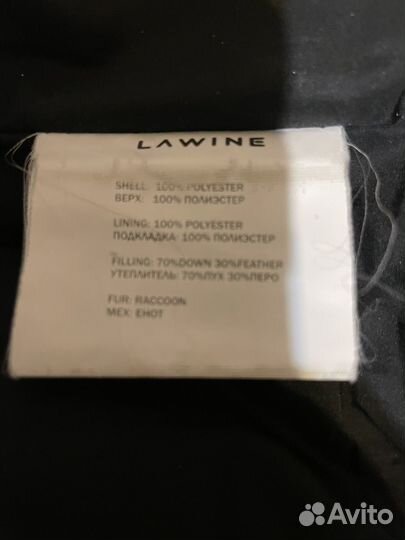 LAWINE
SHELL: 100% POLYESTER
ВЕРХ: 100% ПОЛИЭСТЕР
LINING: 100% POLYESTER
ПОДКЛАДКА: 100% ПОЛИЭСТЕР
FILLING: 70%DOWN 30%FEATHER
УТЕПЛИТЕЛЬ: 70%ПУХ 30%ПЕРО
FUR: RACCOON
МЕХ: ЕНОТ
Avito